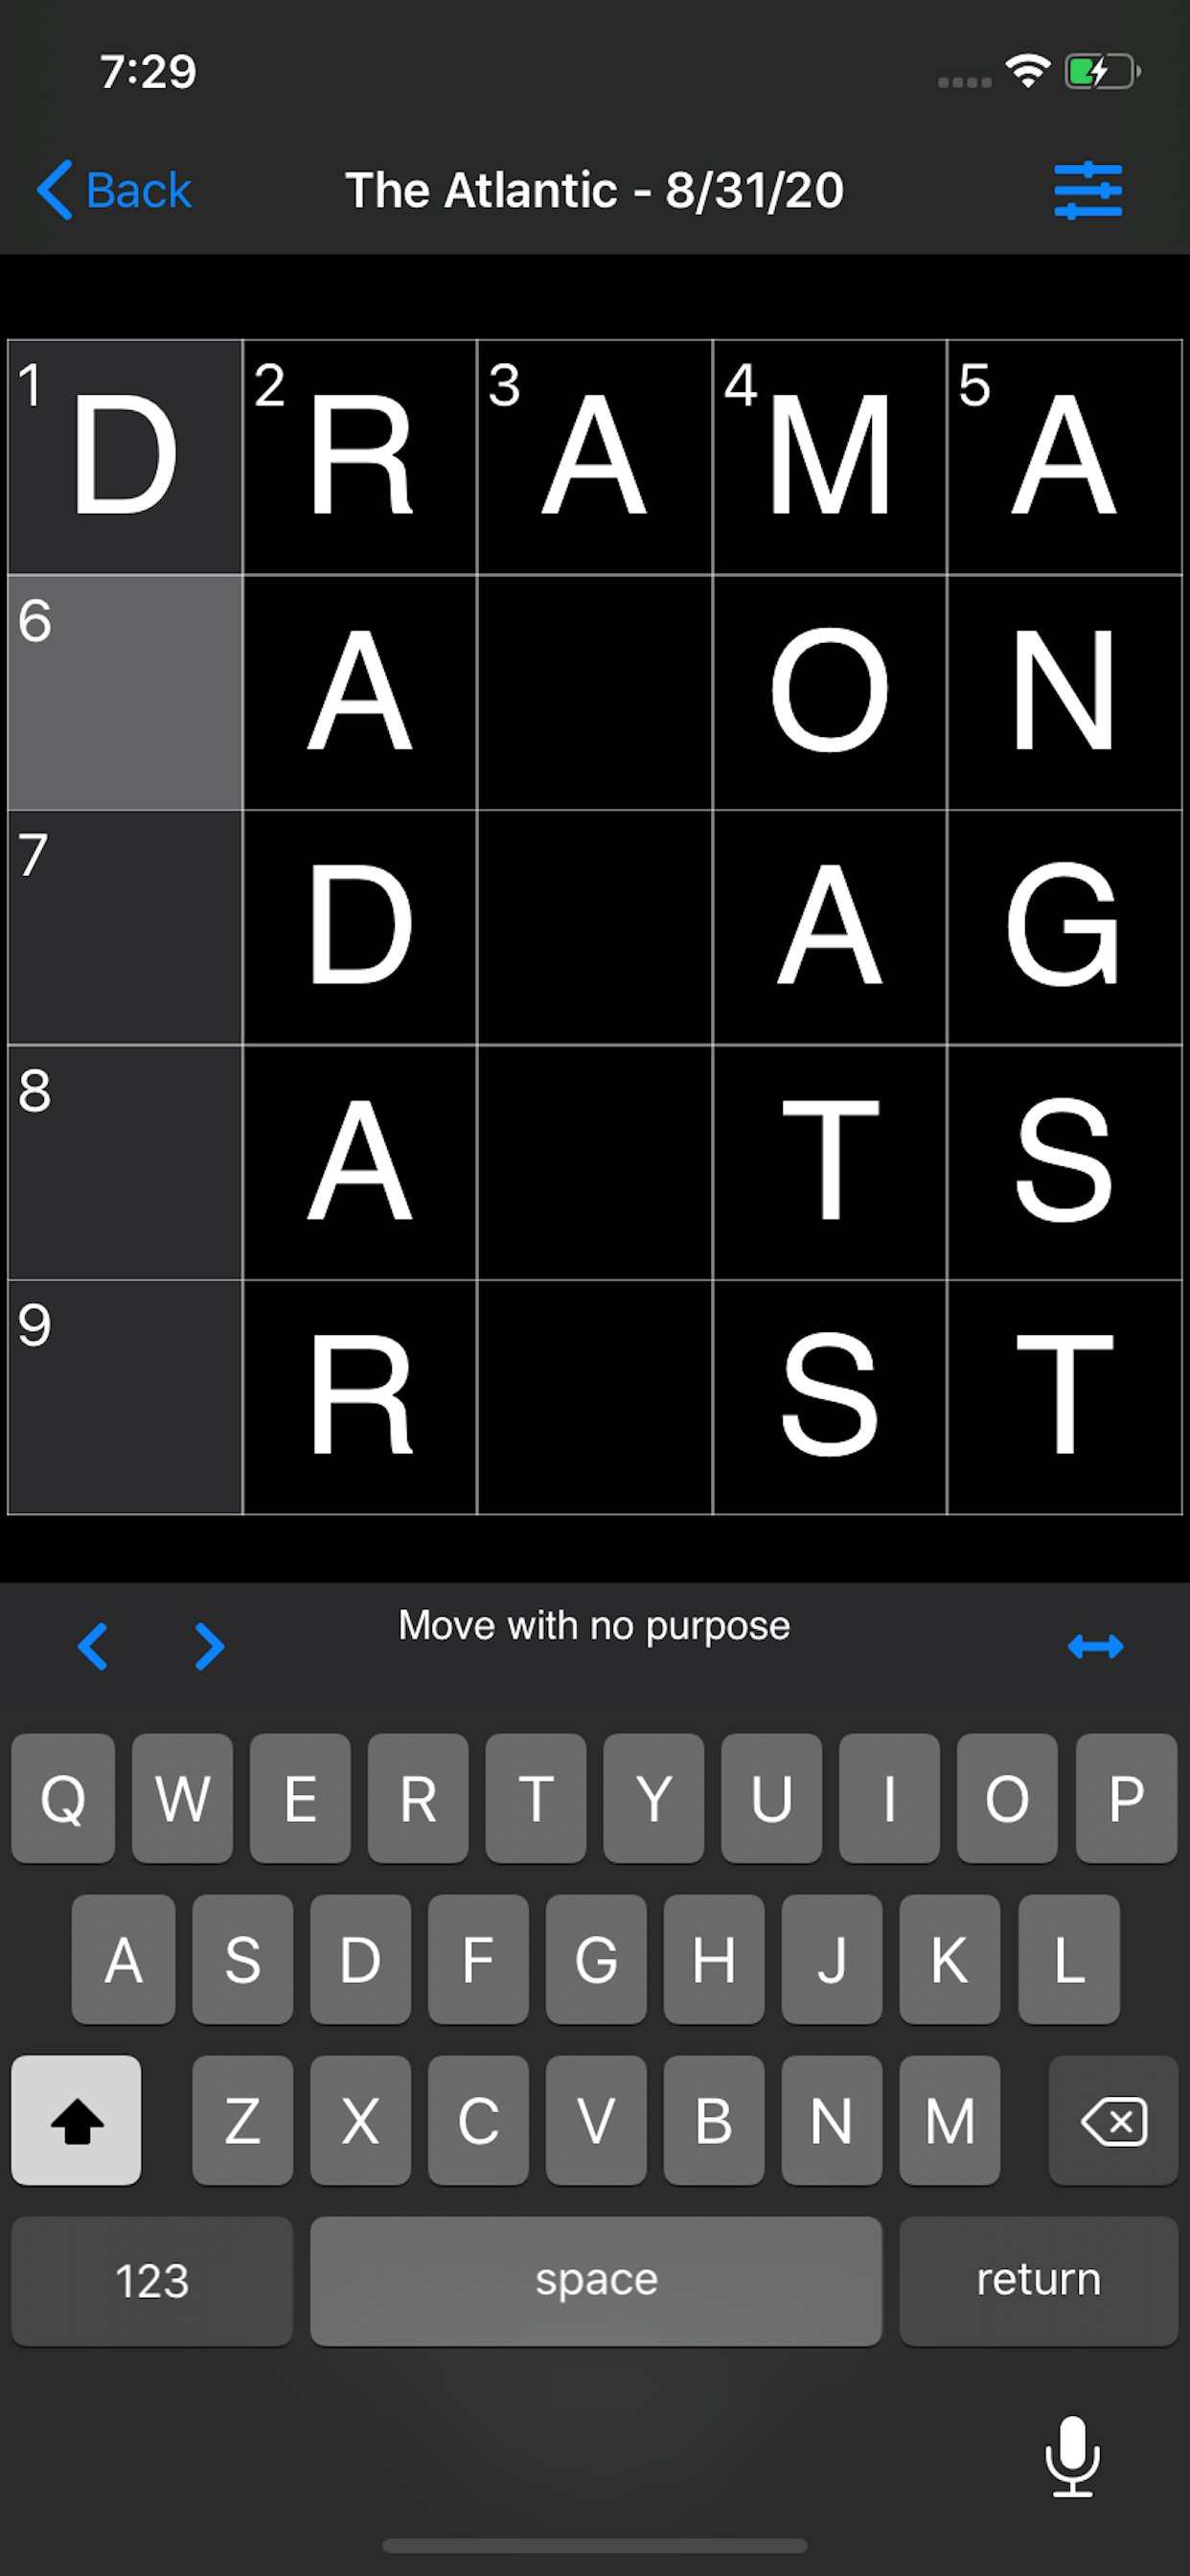 7:29
Back
The Atlantic - 8/31/20
1 D 2 R 3 A 4 M 5 A
6 A O N
7 D A G
8 A T S
9 R S T
Move with no purpose
Q W E R T Y U I O P
A S D F G H J K L
Z X C V B N M
123 space return